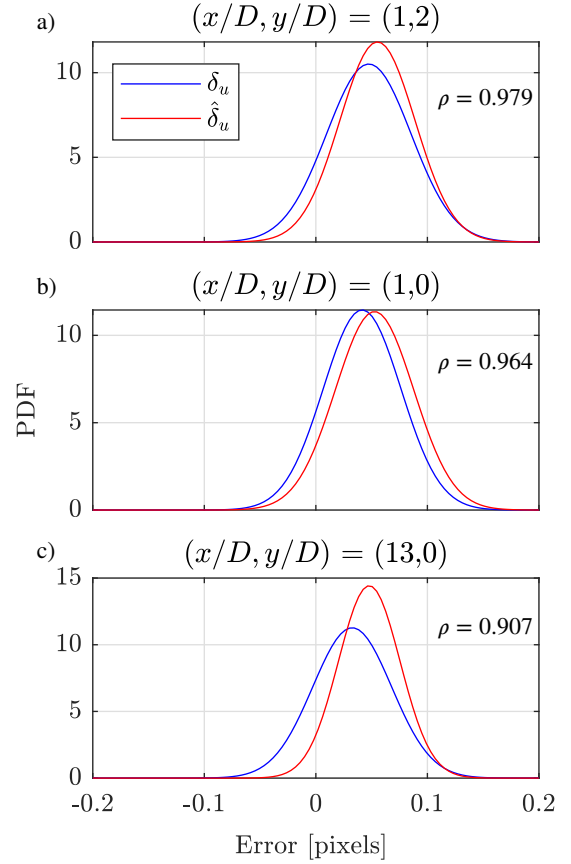 a)
(x/D, y/D) = (1,2)
10
5
0
δ_u
δ̂_u
ρ = 0.979
b)
(x/D, y/D) = (1,0)
10
5
0
ρ = 0.964
PDF
c)
(x/D, y/D) = (13,0)
15
10
5
0
ρ = 0.907
-0.2 -0.1 0 0.1 0.2
Error [pixels]